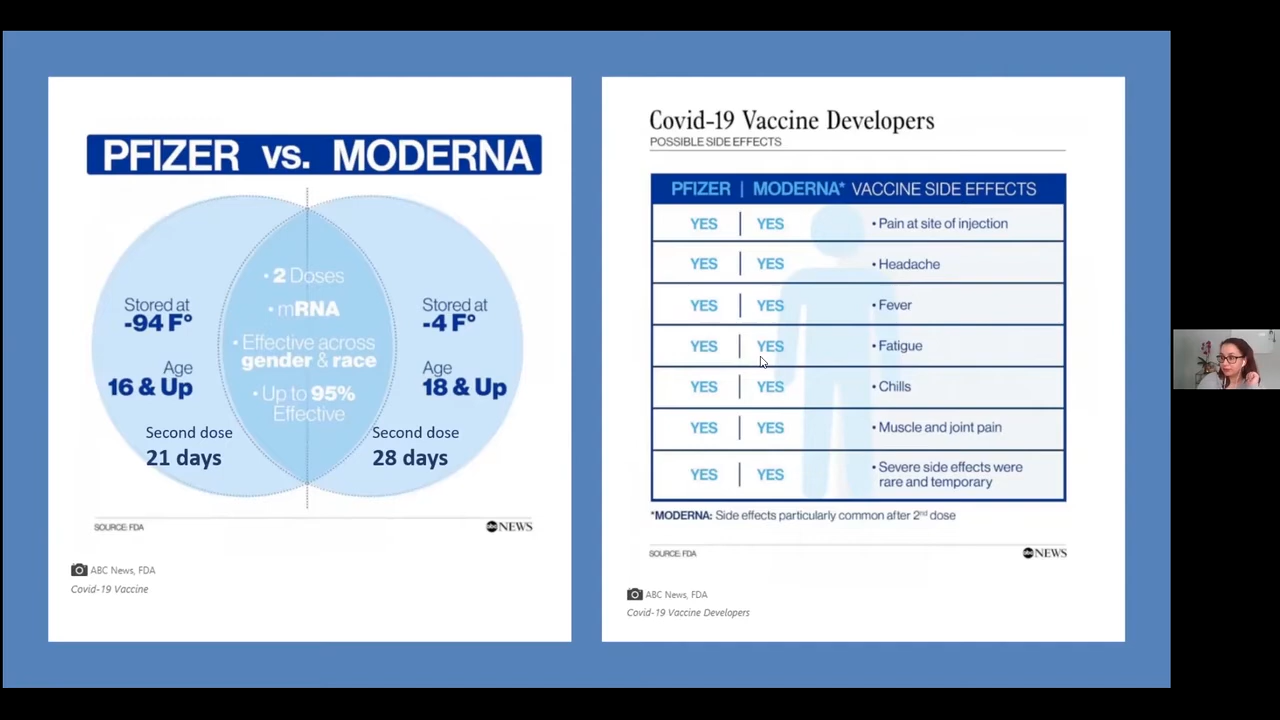 PFIZER vs. MODERNA
• 2 Doses
• mRNA
• Effective across
gender & race
• Up to 95%
Effective
Stored at
-94 F°
Age
16 & Up
Second dose
21 days
Stored at
-4 F°
Age
18 & Up
Second dose
28 days
SOURCE: FDA
abc NEWS
ABC News, FDA
Covid-19 Vaccine
Covid-19 Vaccine Developers
POSSIBLE SIDE EFFECTS
PFIZER | MODERNA* VACCINE SIDE EFFECTS
YES | YES • Pain at site of injection
YES | YES • Headache
YES | YES • Fever
YES | YES • Fatigue
YES | YES • Chills
YES | YES • Muscle and joint pain
YES | YES • Severe side effects were
rare and temporary
*MODERNA: Side effects particularly common after 2nd dose
SOURCE: FDA
abc NEWS
ABC News, FDA
Covid-19 Vaccine Developers